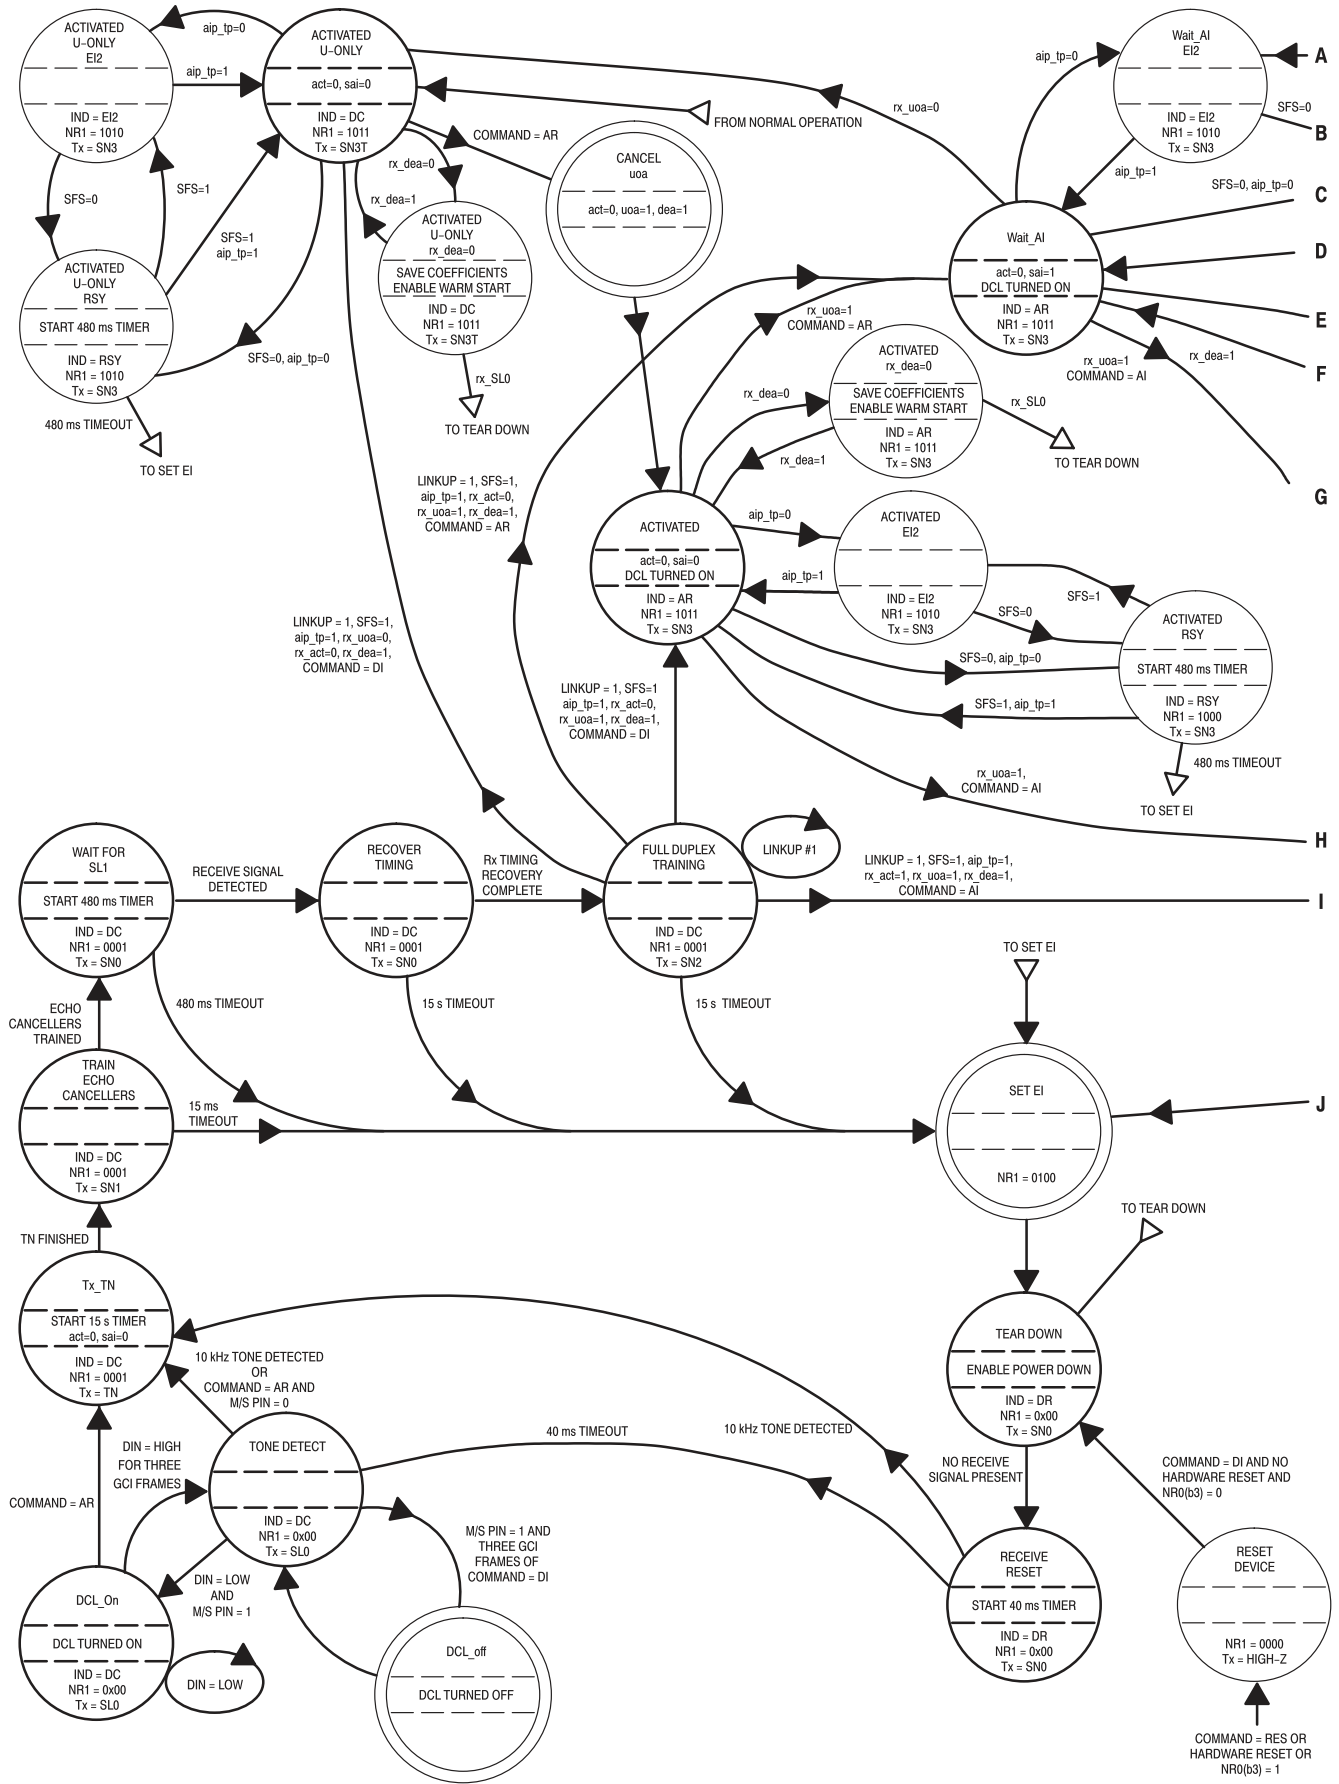 ACTIVATED
U-ONLY
EI2
IND = EI2
NR1 = 1010
Tx = SN3
aip_tp=0
aip_tp=1
ACTIVATED
U-ONLY
act=0, sai=0
IND = DC
NR1 = 1011
Tx = SN3T
FROM NORMAL OPERATION
COMMAND = AR
rx_uoa=0
aip_tp=0
Wait_AI
EI2
IND = EI2
NR1 = 1010
Tx = SN3
A
SFS=0
B
aip_tp=1
SFS=0
SFS=1
SFS=1
aip_tp=1
rx_dea=0
rx_dea=1
SFS=0, aip_tp=0
CANCEL
uoa
act=0, uoa=1, dea=1
ACTIVATED
U-ONLY
rx_dea=0
SAVE COEFFICIENTS
ENABLE WARM START
IND = DC
NR1 = 1011
Tx = SN3T
rx_SL0
TO TEAR DOWN
ACTIVATED
U-ONLY
RSY
START 480 ms TIMER
IND = RSY
NR1 = 1010
Tx = SN3
480 ms TIMEOUT
TO SET EI
SFS=0, aip_tp=0
C
Wait_AI
act=0, sai=1
DCL TURNED ON
IND = AR
NR1 = 1011
Tx = SN3
D
E
F
rx_dea=1
rx_uoa=1
COMMAND = AI
G
rx_uoa=1
COMMAND = AR
ACTIVATED
rx_dea=0
SAVE COEFFICIENTS
ENABLE WARM START
IND = AR
NR1 = 1011
Tx = SN3
rx_dea=0
rx_dea=1
rx_SL0
TO TEAR DOWN
LINKUP = 1, SFS=1,
aip_tp=1, rx_act=0,
rx_uoa=1, rx_dea=1,
COMMAND = AR
ACTIVATED
act=0, sai=0
DCL TURNED ON
IND = AR
NR1 = 1011
Tx = SN3
aip_tp=0
aip_tp=1
ACTIVATED
EI2
IND = EI2
NR1 = 1010
Tx = SN3
SFS=1
SFS=0
SFS=0, aip_tp=0
SFS=1, aip_tp=1
ACTIVATED
RSY
START 480 ms TIMER
IND = RSY
NR1 = 1000
Tx = SN3
480 ms TIMEOUT
TO SET EI
LINKUP = 1, SFS=1,
aip_tp=1, rx_uoa=0,
rx_act=0, rx_dea=1,
COMMAND = DI
LINKUP = 1, SFS=1
aip_tp=1, rx_act=0,
rx_uoa=1, rx_dea=1,
COMMAND = DI
rx_uoa=1,
COMMAND = AI
H
WAIT FOR
SL1
START 480 ms TIMER
IND = DC
NR1 = 0001
Tx = SN0
RECEIVE SIGNAL
DETECTED
RECOVER
TIMING
IND = DC
NR1 = 0001
Tx = SN0
Rx TIMING
RECOVERY
COMPLETE
FULL DUPLEX
TRAINING
IND = DC
NR1 = 0001
Tx = SN2
LINKUP #1
LINKUP = 1, SFS=1, aip_tp=1,
rx_act=1, rx_uoa=1, rx_dea=1,
COMMAND = AI
I
ECHO
CANCELLERS
TRAINED
480 ms TIMEOUT
15 s TIMEOUT
15 s TIMEOUT
TO SET EI
TRAIN
ECHO
CANCELLERS
IND = DC
NR1 = 0001
Tx = SN1
15 ms
TIMEOUT
SET EI
NR1 = 0100
J
TN FINISHED
TO TEAR DOWN
Tx_TN
START 15 s TIMER
act=0, sai=0
IND = DC
NR1 = 0001
Tx = TN
10 kHz TONE DETECTED
OR
COMMAND = AR AND
M/S PIN = 0
TEAR DOWN
ENABLE POWER DOWN
IND = DR
NR1 = 0x00
Tx = SN0
40 ms TIMEOUT
10 kHz TONE DETECTED
NO RECEIVE
SIGNAL PRESENT
COMMAND = DI AND NO
HARDWARE RESET AND
NR0(b3) = 0
DIN = HIGH
FOR THREE
GCI FRAMES
COMMAND = AR
TONE DETECT
IND = DC
NR1 = 0x00
Tx = SL0
M/S PIN = 1 AND
THREE GCI
FRAMES OF
COMMAND = DI
DIN = LOW
AND
M/S PIN = 1
DCL_On
DCL TURNED ON
IND = DC
NR1 = 0x00
Tx = SL0
DIN = LOW
DCL_off
DCL TURNED OFF
RECEIVE
RESET
START 40 ms TIMER
IND = DR
NR1 = 0x00
Tx = SN0
RESET
DEVICE
NR1 = 0000
Tx = HIGH-Z
COMMAND = RES OR
HARDWARE RESET OR
NR0(b3) = 1